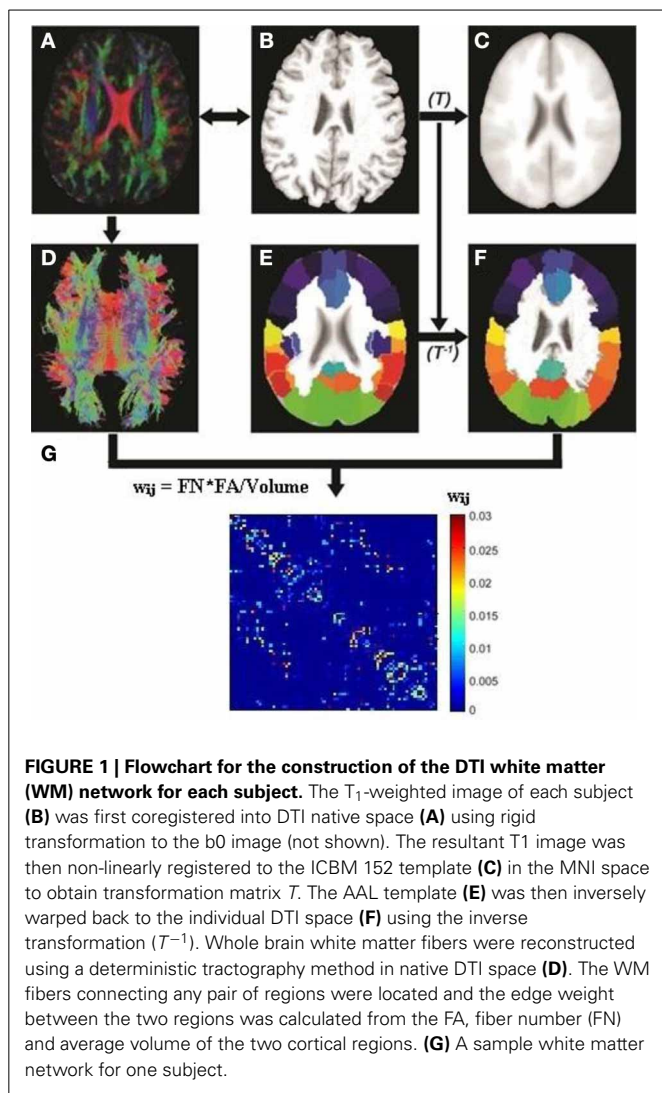 A
B
(T)
C
D
E
(T⁻¹)
F
G
wij = FN*FA/Volume
wij
0.03
0.025
0.02
0.015
0.01
0.005
0
FIGURE 1 | Flowchart for the construction of the DTI white matter
(WM) network for each subject. The T₁-weighted image of each subject
(B) was first coregistered into DTI native space (A) using rigid
transformation to the b0 image (not shown). The resultant T1 image was
then non-linearly registered to the ICBM 152 template (C) in the MNI space
to obtain transformation matrix T. The AAL template (E) was then inversely
warped back to the individual DTI space (F) using the inverse
transformation (T⁻¹). Whole brain white matter fibers were reconstructed
using a deterministic tractography method in native DTI space (D). The WM
fibers connecting any pair of regions were located and the edge weight
between the two regions was calculated from the FA, fiber number (FN)
and average volume of the two cortical regions. (G) A sample white matter
network for one subject.